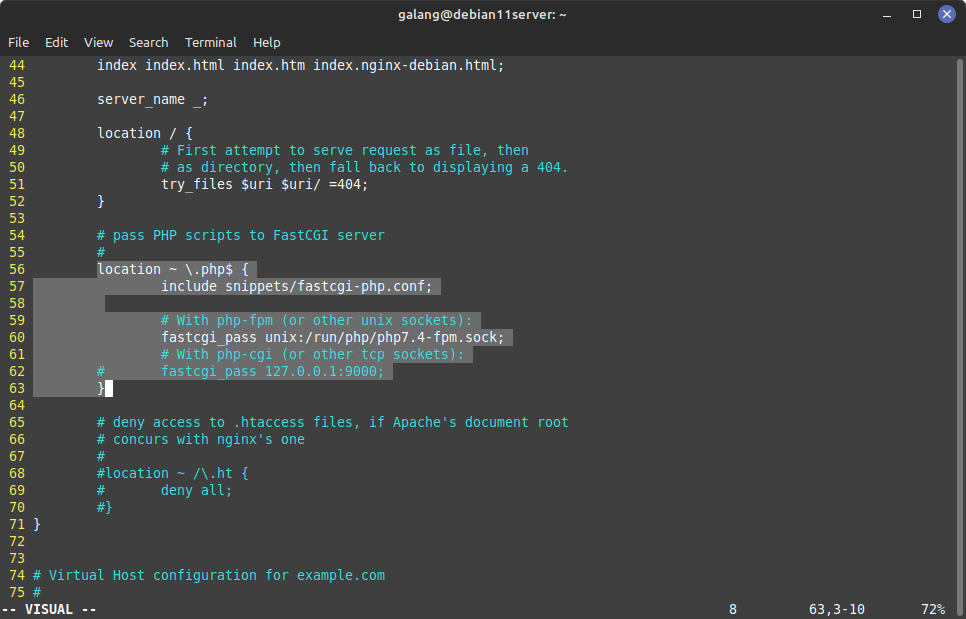 galang@debian11server: ~
File Edit View Search Terminal Help
44         index index.html index.htm index.nginx-debian.html;
45
46         server_name _;
47
48         location / {
49                 # First attempt to serve request as file, then
50                 # as directory, then fall back to displaying a 404.
51                 try_files $uri $uri/ =404;
52         }
53
54         # pass PHP scripts to FastCGI server
55         #
56         location ~ \.php$ {
57                 include snippets/fastcgi-php.conf;
58
59                 # With php-fpm (or other unix sockets):
60                 fastcgi_pass unix:/run/php/php7.4-fpm.sock;
61                 # With php-cgi (or other tcp sockets):
62         #       fastcgi_pass 127.0.0.1:9000;
63         }
64
65         # deny access to .htaccess files, if Apache's document root
66         # concurs with nginx's one
67         #
68         #location ~ /\.ht {
69         #       deny all;
70         #}
71 }
72
73
74 # Virtual Host configuration for example.com
75 #
-- VISUAL -- 8 63,3-10 72%